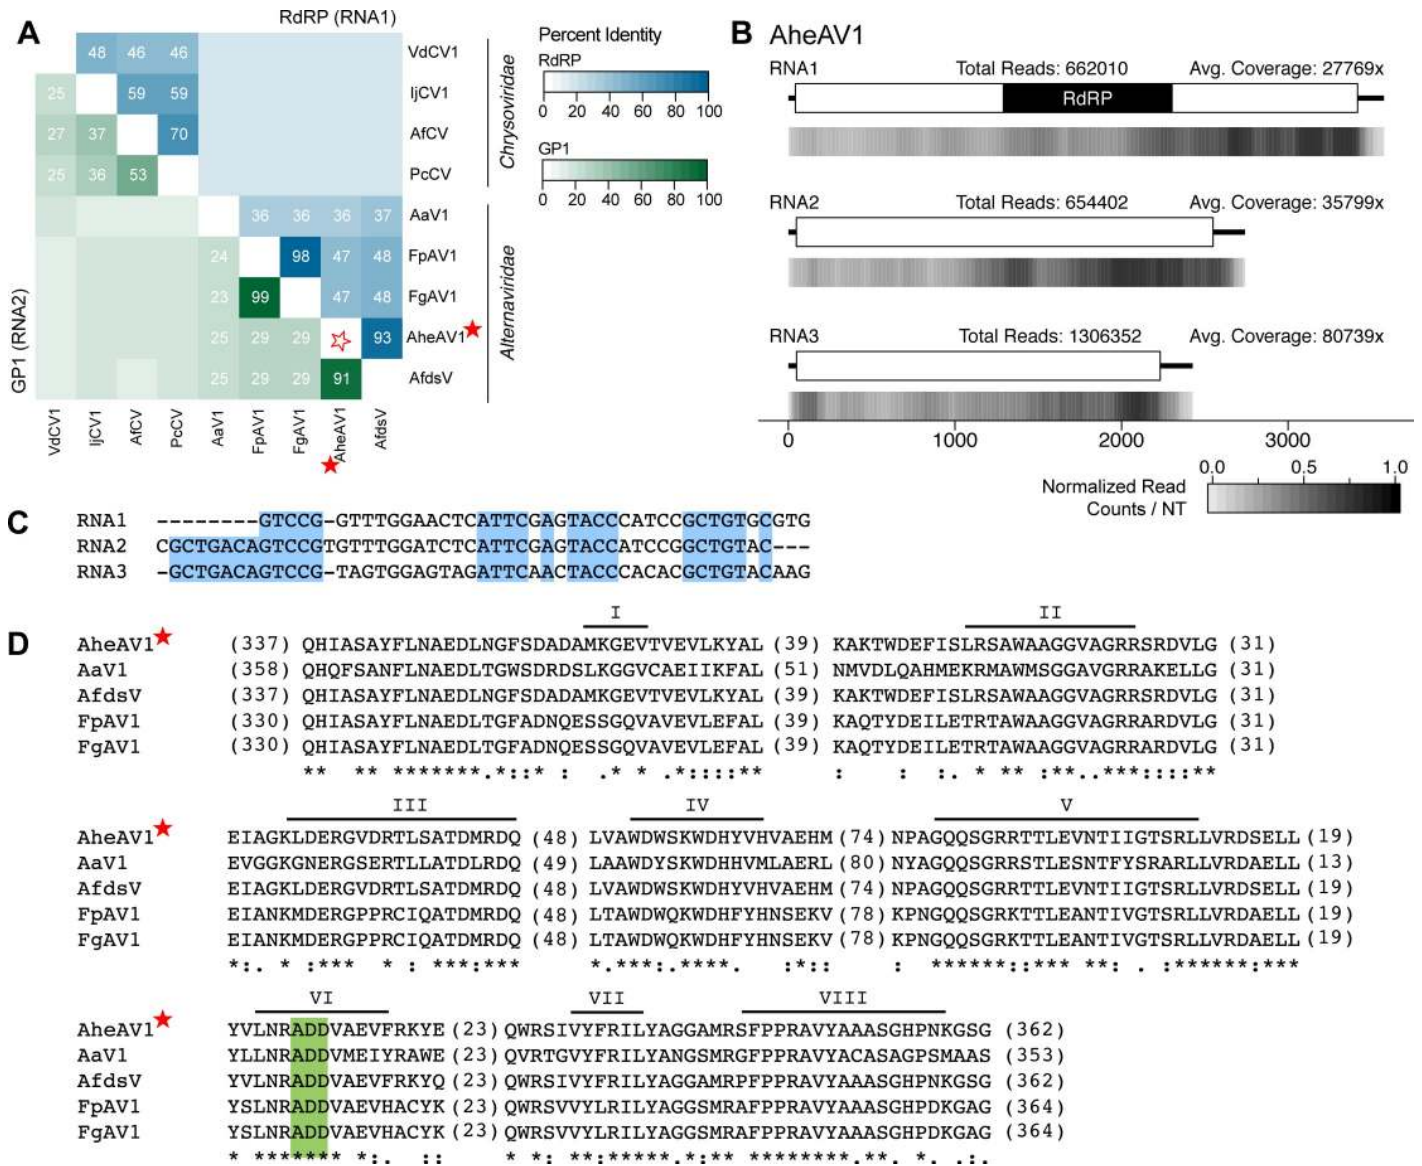 A
RdRP (RNA1)
48 46 46 VdCV1
25 59 59 IjCV1
27 37 70 AfCV
25 36 53 PcCV
36 36 36 37 AaV1
24 98 47 48 FpAV1
23 99 47 48 FgAV1
25 29 29 93 AheAV1
25 29 29 91 AfdsV
GP1 (RNA2)
VdCV1 IjCV1 AfCV PcCV AaV1 FpAV1 FgAV1 AheAV1 AfdsV
Chrysoviridae
Alternaviridae
Percent Identity
RdRP
0 20 40 60 80 100
GP1
0 20 40 60 80 100
B AheAV1
RNA1 Total Reads: 662010 Avg. Coverage: 27769x
RdRP
RNA2 Total Reads: 654402 Avg. Coverage: 35799x
RNA3 Total Reads: 1306352 Avg. Coverage: 80739x
0 1000 2000 3000
Normalized Read
Counts / NT
0.0 0.5 1.0
C
RNA1 --------GTCCG-GTTTGGAACTCATTCGAGTACCCATCCGCTGTGCGTG
RNA2 CGCTGACAGTCCGTGTTTGGATCTCATTCGAGTACCATCCGGCTGTAC---
RNA3 -GCTGACAGTCCG-TAGTGGAGTAGATTCAACTACCCACACGCTGTACAAG
D
I II
AheAV1 (337) QHIASAYFLNAEDLNGFSDADAMKGEVTVEVLKYAL (39) KAKTWDEFISLRSAWAAGGVAGRRSRDVLG (31)
AaV1 (358) QHQFSANFLNAEDLTGWSDRDSLKGGVCAEIIKFAL (51) NMVDLQAHMEKRMAWMSGGAVGRRAKELLG (31)
AfdsV (337) QHIASAYFLNAEDLNGFSDADAMKGEVTVEVLKYAL (39) KAKTWDEFISLRSAWAAGGVAGRRSRDVLG (31)
FpAV1 (330) QHIASAYFLNAEDLTGFADNQESSGQVAVEVLEFAL (39) KAQTYDEILETRTAWAAGGVAGRRARDVLG (31)
FgAV1 (330) QHIASAYFLNAEDLTGFADNQESSGQVAVEVLEFAL (39) KAQTYDEILETRTAWAAGGVAGRRARDVLG (31)
** ** *******.*::* : .* *.*::::** : : :. * ** :**..***::::**
III IV V
AheAV1 EIAGKLDERGVDRTLSATDMRDQ (48) LVAWDWSKWDHYVHVAEHM (74) NPAGQQSGRRTTLEVNTIIGTSRLLVRDSELL (19)
AaV1 EVGGKGNERGSERTLLATDLRDQ (49) LAAWDYSKWDHHVMLAERL (80) NYAGQQSGRRSTLESNTFYSRARLLVRDAELL (13)
AfdsV EIAGKLDERGVDRTLSATDMRDQ (48) LVAWDWSKWDHYVHVAEHM (74) NPAGQQSGRRTTLEVNTIIGTSRLLVRDSELL (19)
FpAV1 EIANKMDERGPPRCIQATDMRDQ (48) LTAWDWQKWDHFYHNSEKV (78) KPNGQQSGRKTTLEANTIVGTSRLLVRDAELL (19)
FgAV1 EIANKMDERGPPRCIQATDMRDQ (48) LTAWDWQKWDHFYHNSEKV (78) KPNGQQSGRKTTLEANTIVGTSRLLVRDAELL (19)
*:. * :*** * : ***:*** *.***:.****. :*:: : ******::*** **: . :******:***
VI VII VIII
AheAV1 YVLNRADDVAEVFRKYE (23) QWRSIVYFRILYAGGAMRSFPPRAVYAAASGHPNKGSG (362)
AaV1 YLLNRADDVMEIYRAWE (23) QVRTGVYFRILYANGSMRGFPPRAVYACASAGPSMAAS (353)
AfdsV YVLNRADDVAEVFRKYQ (23) QWRSIVYFRILYAGGAMRPFPPRAVYAAASGHPNKGSG (362)
FpAV1 YSLNRADDVAEVHACYK (23) QWRSVVYLRILYAGGSMRAFPPRAVYAAASGHPDKGAG (364)
FgAV1 YSLNRADDVAEVHACYK (23) QWRSVVYLRILYAGGSMRAFPPRAVYAAASGHPDKGAG (364)
* ******* *:. :: * *: **:*****.*:** ********.**. *. .:.